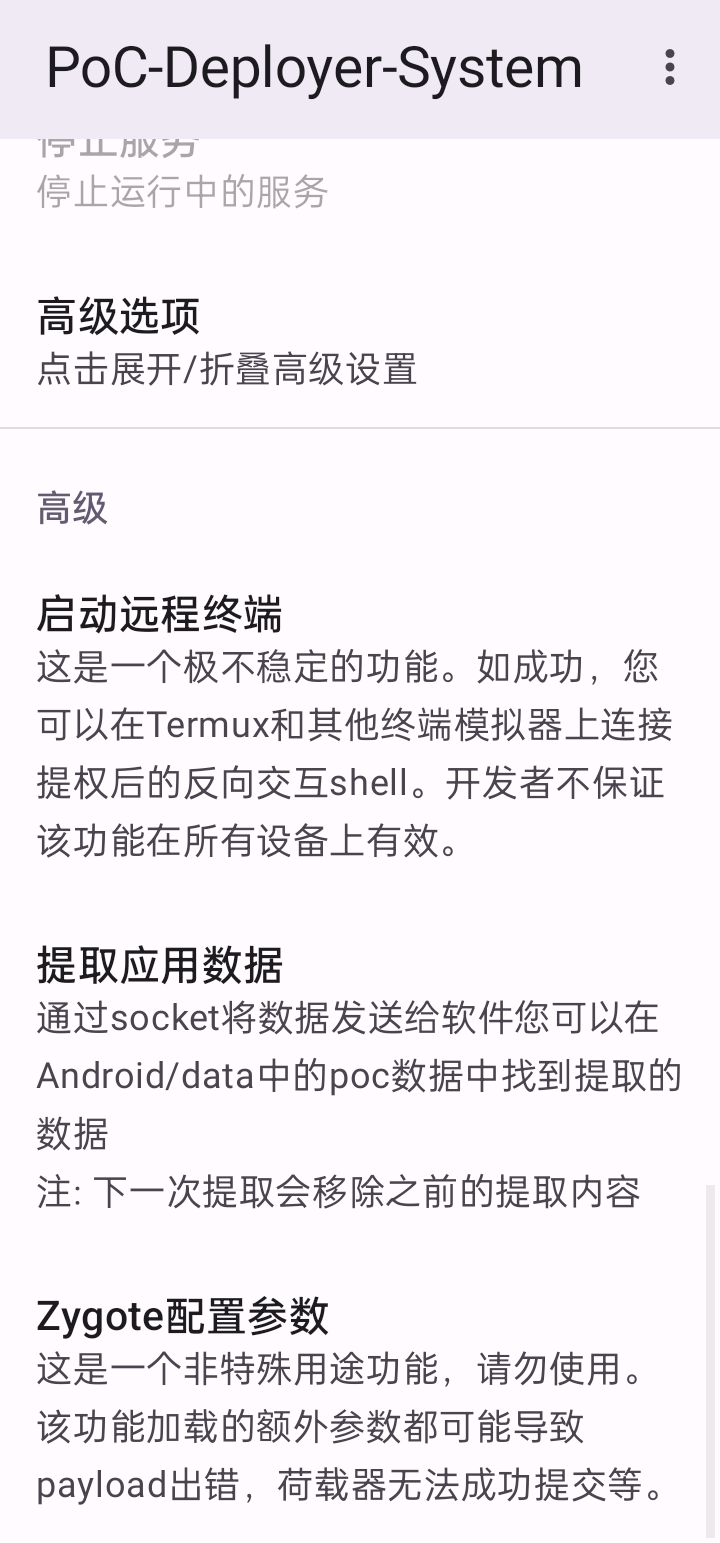 PoC-Deployer-System
停止服务
停止运行中的服务
高级选项
点击展开/折叠高级设置
高级
启动远程终端
这是一个极不稳定的功能。如成功，您
可以在Termux和其他终端模拟器上连接
提权后的反向交互shell。开发者不保证
该功能在所有设备上有效。
提取应用数据
通过socket将数据发送给软件您可以在
Android/data中的poc数据中找到提取的
数据
注: 下一次提取会移除之前的提取内容
Zygote配置参数
这是一个非特殊用途功能，请勿使用。
该功能加载的额外参数都可能导致
payload出错，荷载器无法成功提交等。